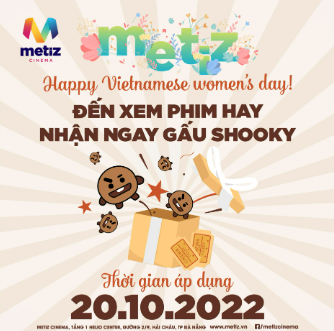 metiz
CINEMA
metiz
Happy Vietnamese women's day!
ĐẾN XEM PHIM HAY
NHẬN NGAY GẤU SHOOKY
Thời gian áp dụng
20.10.2022
METIZ CINEMA, TẦNG 1 HELIO CENTER, ĐƯỜNG 2/9, HẢI CHÂU, TP ĐÀ NẴNG www.metiz.vn /metizcinema